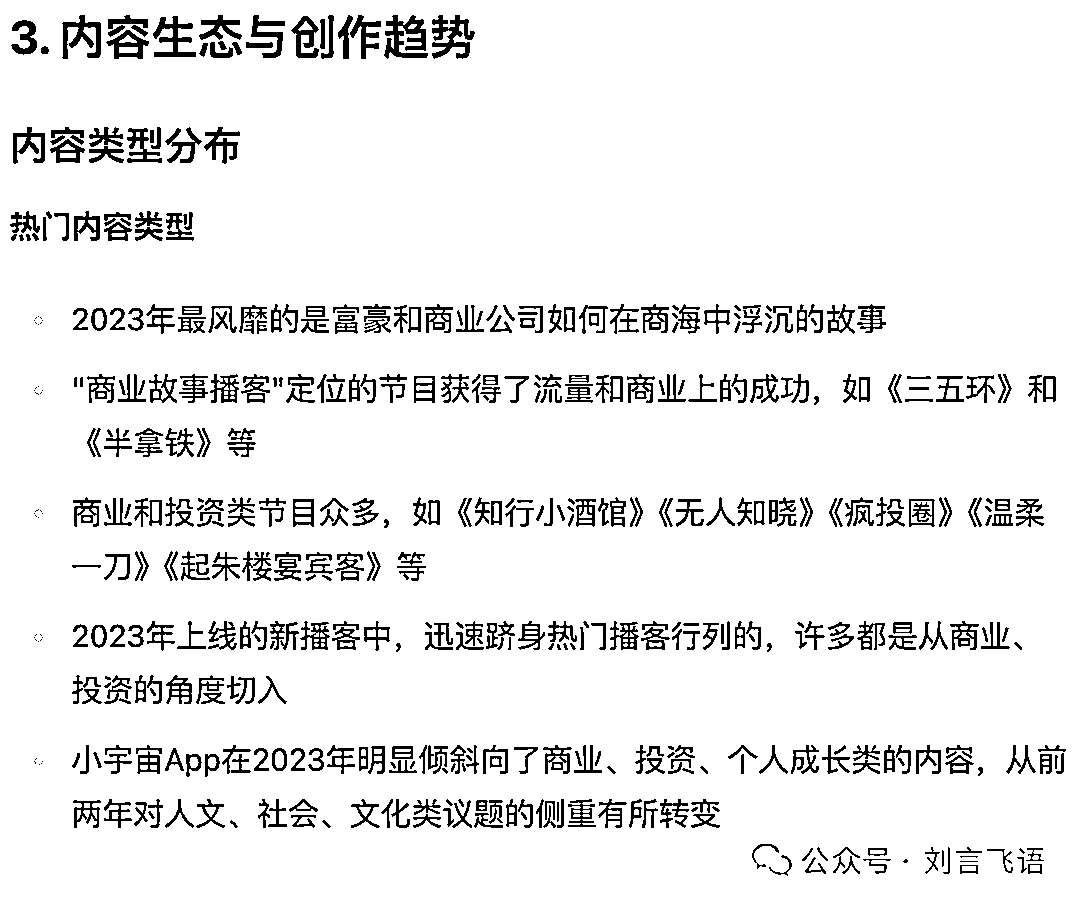 3. 内容生态与创作趋势
内容类型分布
热门内容类型
2023年最风靡的是富豪和商业公司如何在商海中浮沉的故事
"商业故事播客"定位的节目获得了流量和商业上的成功，如《三五环》和
《半拿铁》等
商业和投资类节目众多，如《知行小酒馆》《无人知晓》《疯投圈》《温柔
一刀》《起朱楼宴宾客》等
2023年上线的新播客中，迅速跻身热门播客行列的，许多都是从商业、
投资的角度切入
小宇宙App在2023年明显倾斜向了商业、投资、个人成长类的内容，从前
两年对人文、社会、文化类议题的侧重有所转变
公众号 · 刘言飞语